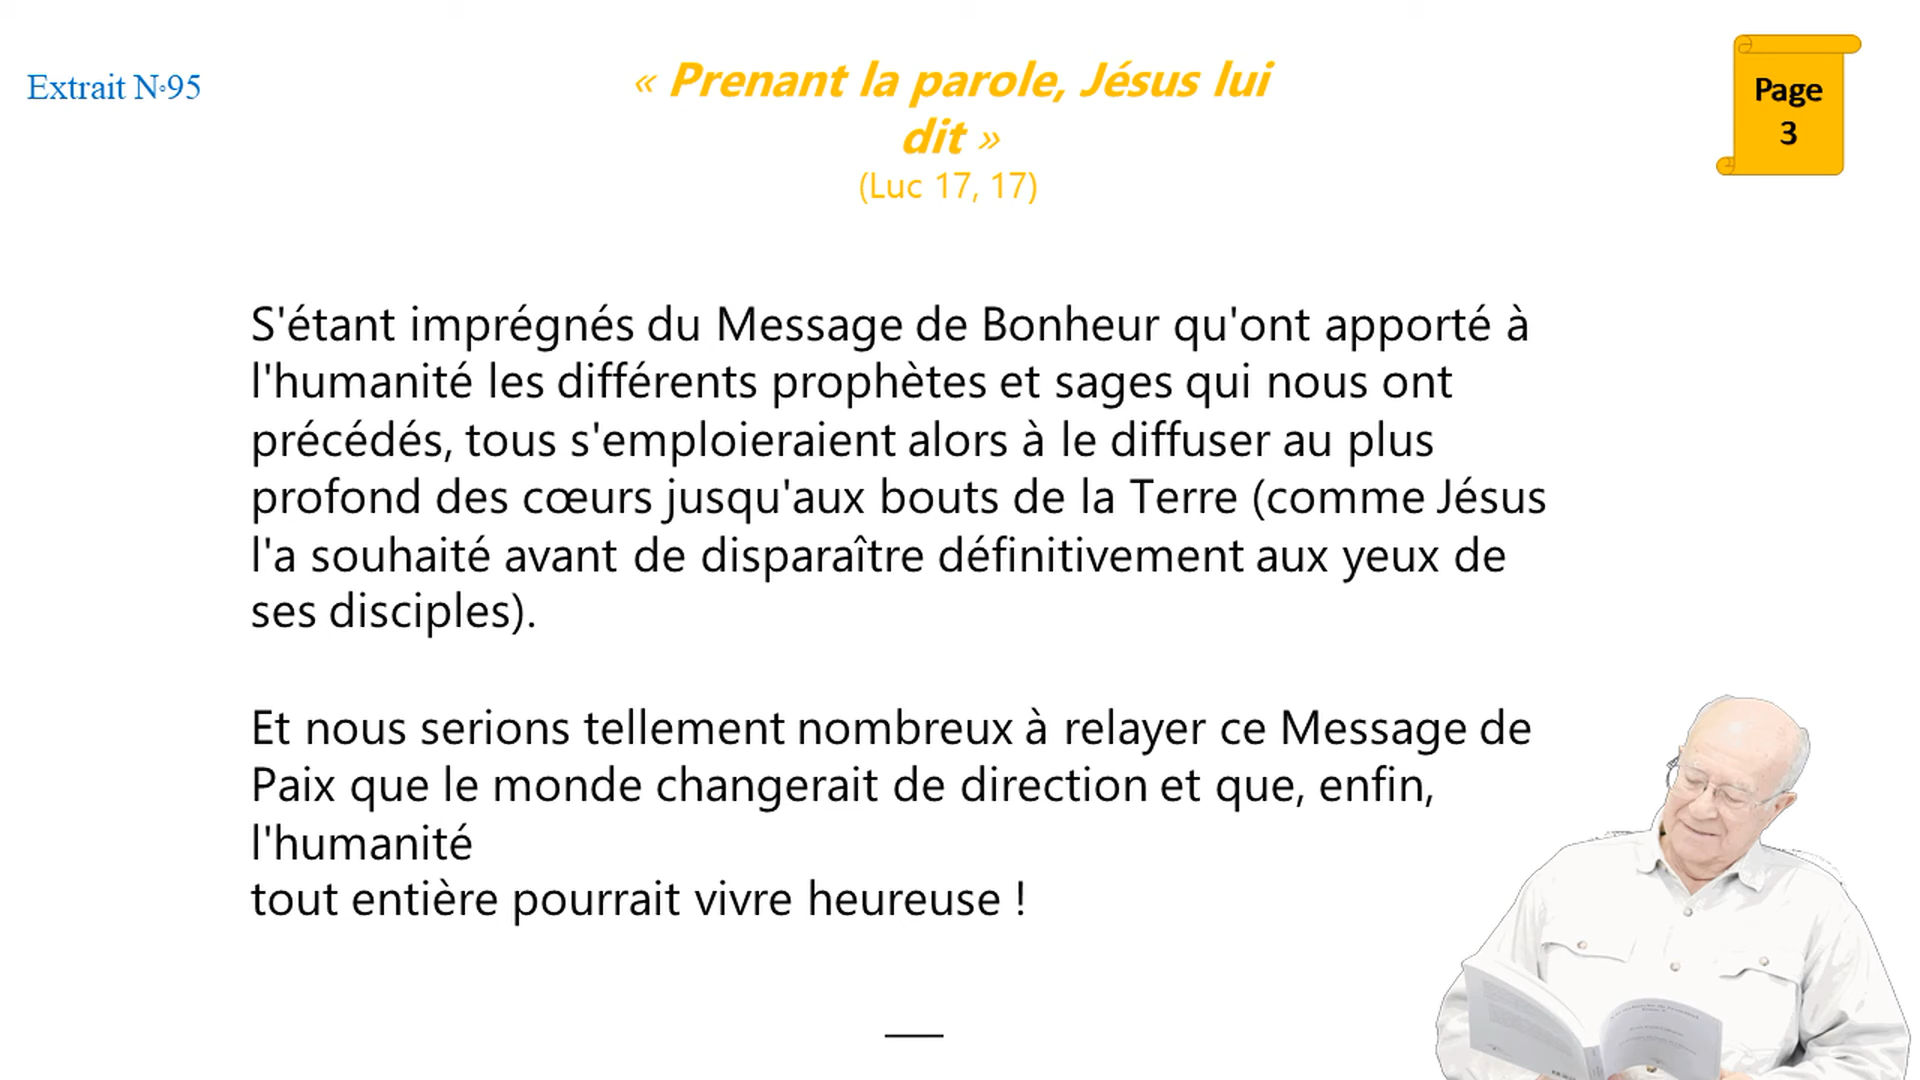 Extrait N°95
« Prenant la parole, Jésus lui
dit »
(Luc 17, 17)
Page
3
S'étant imprégnés du Message de Bonheur qu'ont apporté à
l'humanité les différents prophètes et sages qui nous ont
précédés, tous s'emploieraient alors à le diffuser au plus
profond des cœurs jusqu'aux bouts de la Terre (comme Jésus
l'a souhaité avant de disparaître définitivement aux yeux de
ses disciples).
Et nous serions tellement nombreux à relayer ce Message de
Paix que le monde changerait de direction et que, enfin,
l'humanité
tout entière pourrait vivre heureuse !